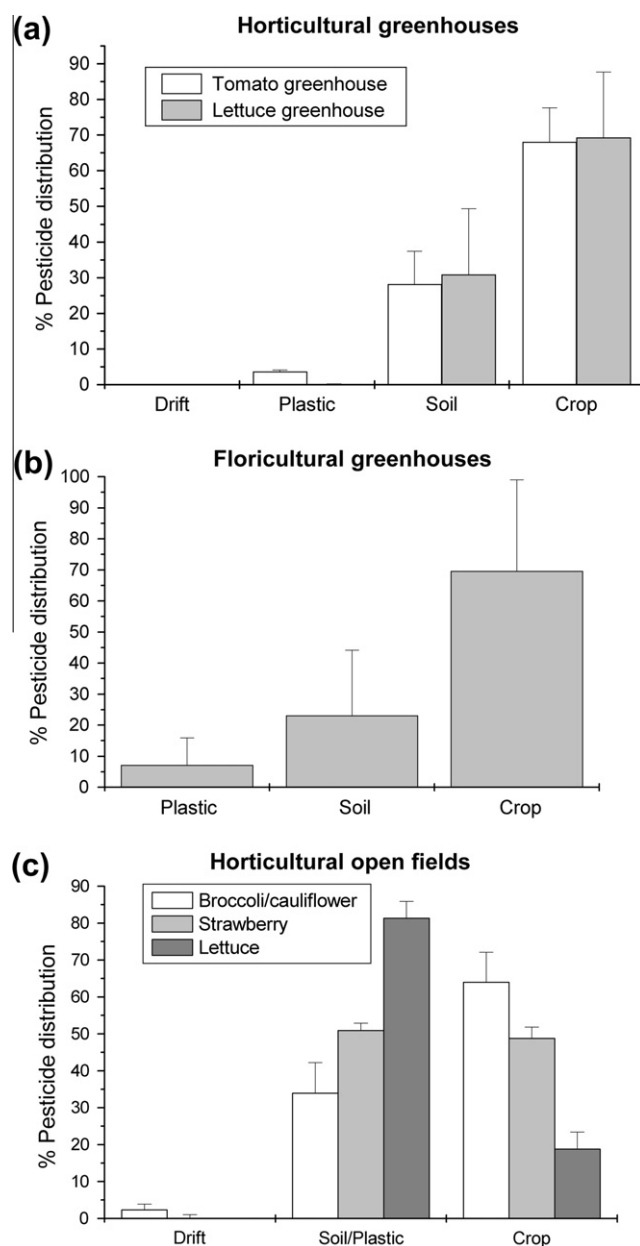 (a)
Horticultural greenhouses
Tomato greenhouse
Lettuce greenhouse
% Pesticide distribution
90
80
70
60
50
40
30
20
10
0
Drift Plastic Soil Crop
(b)
Floricultural greenhouses
% Pesticide distribution
100
90
80
70
60
50
40
30
20
10
0
Plastic Soil Crop
(c)
Horticultural open fields
Broccoli/cauliflower
Strawberry
Lettuce
% Pesticide distribution
90
80
70
60
50
40
30
20
10
0
Drift Soil/Plastic Crop